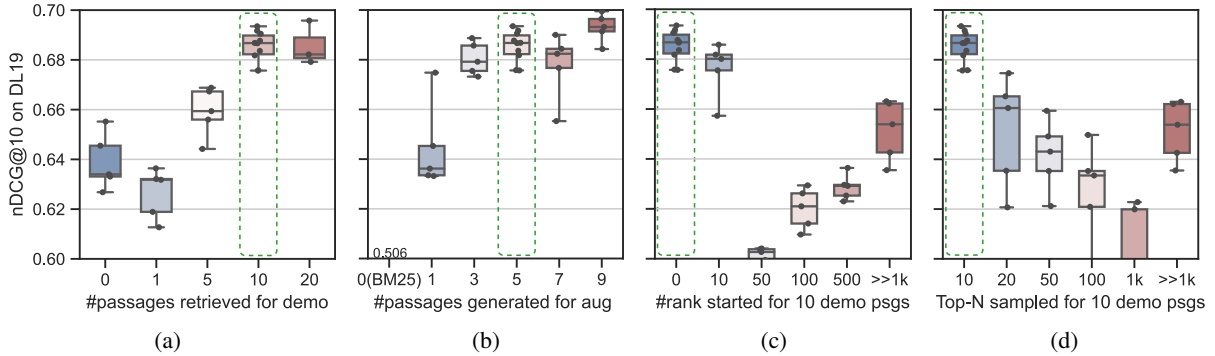 nDCG@10 on DL19
0.70
0.68
0.66
0.64
0.62
0.60
0 1 5 10 20
#passages retrieved for demo
(a)
0.506
0(BM25) 1 3 5 7 9
#passages generated for aug
(b)
0 10 50 100 500 >>1k
#rank started for 10 demo psgs
(c)
10 20 50 100 1k >>1k
Top-N sampled for 10 demo psgs
(d)